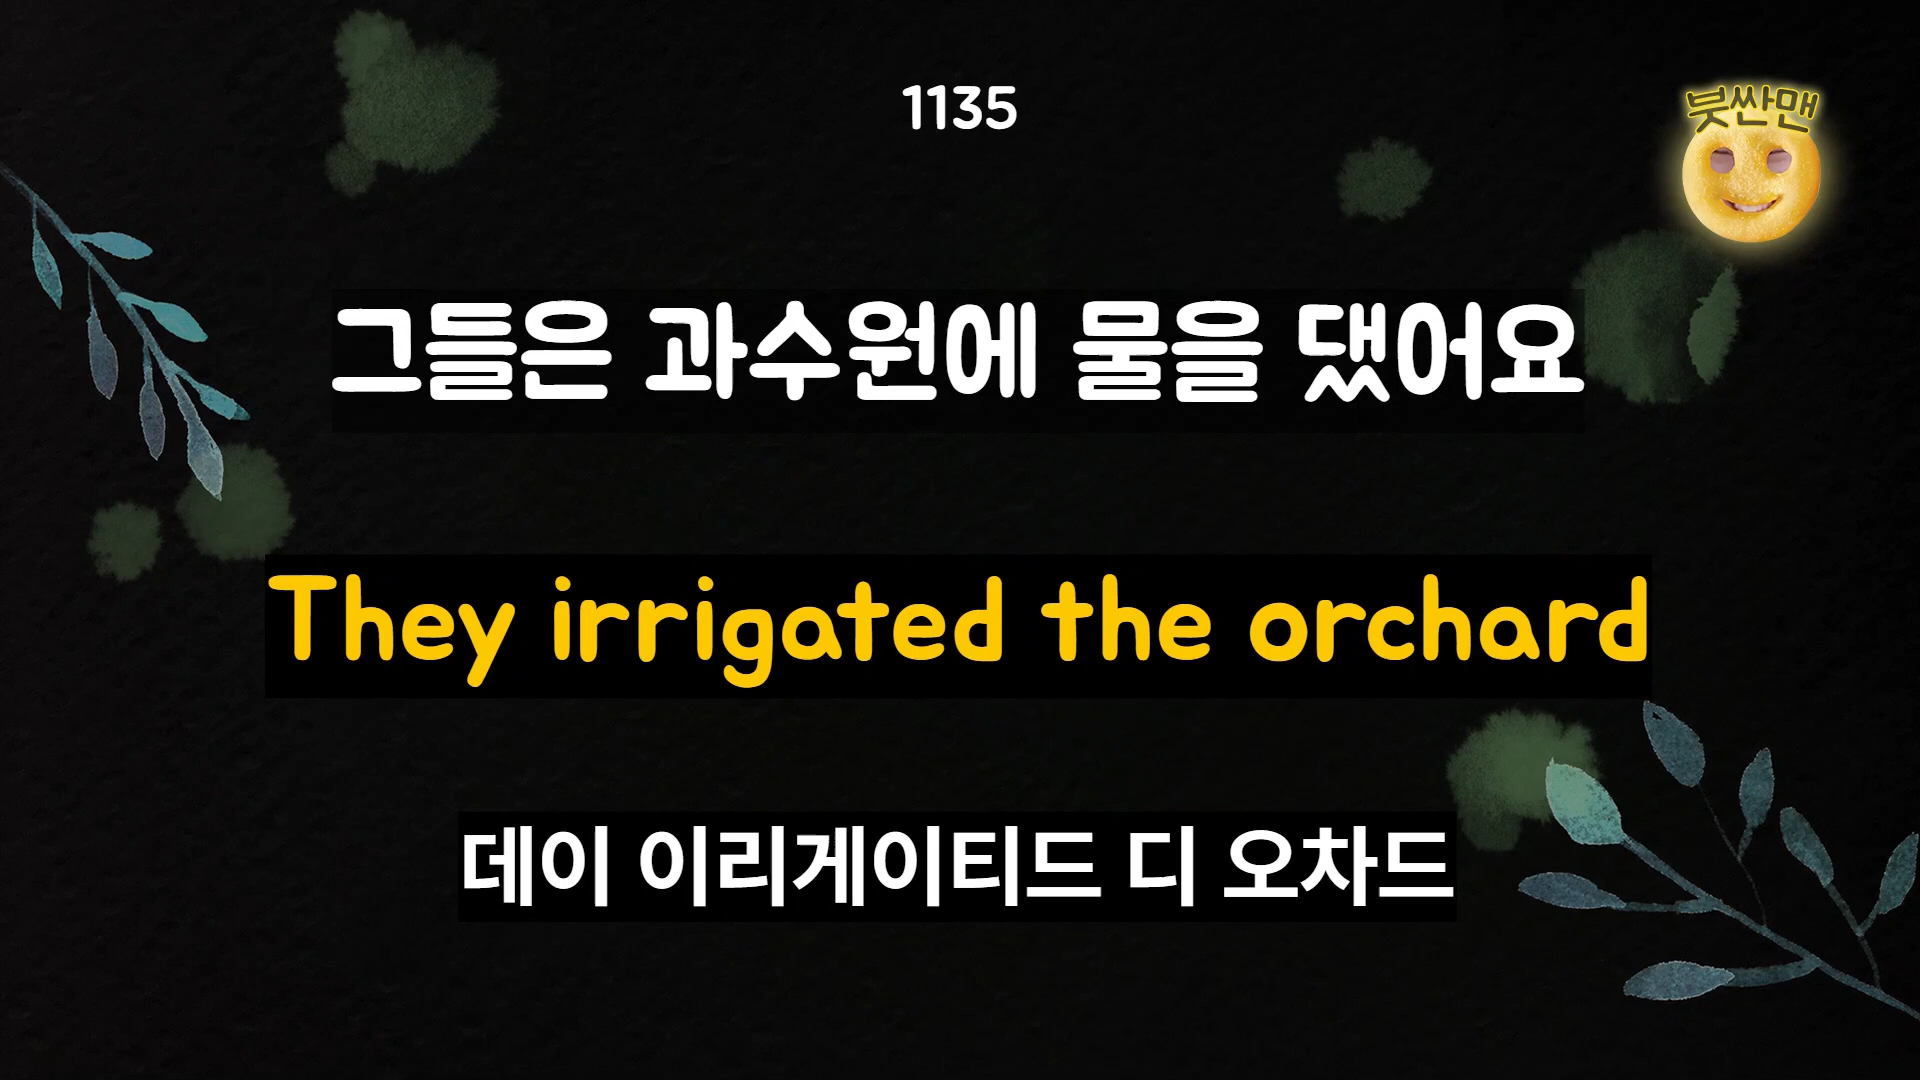 1135
붓싼맨
그들은 과수원에 물을 댔어요
They irrigated the orchard
데이 이리게이티드 디 오차드